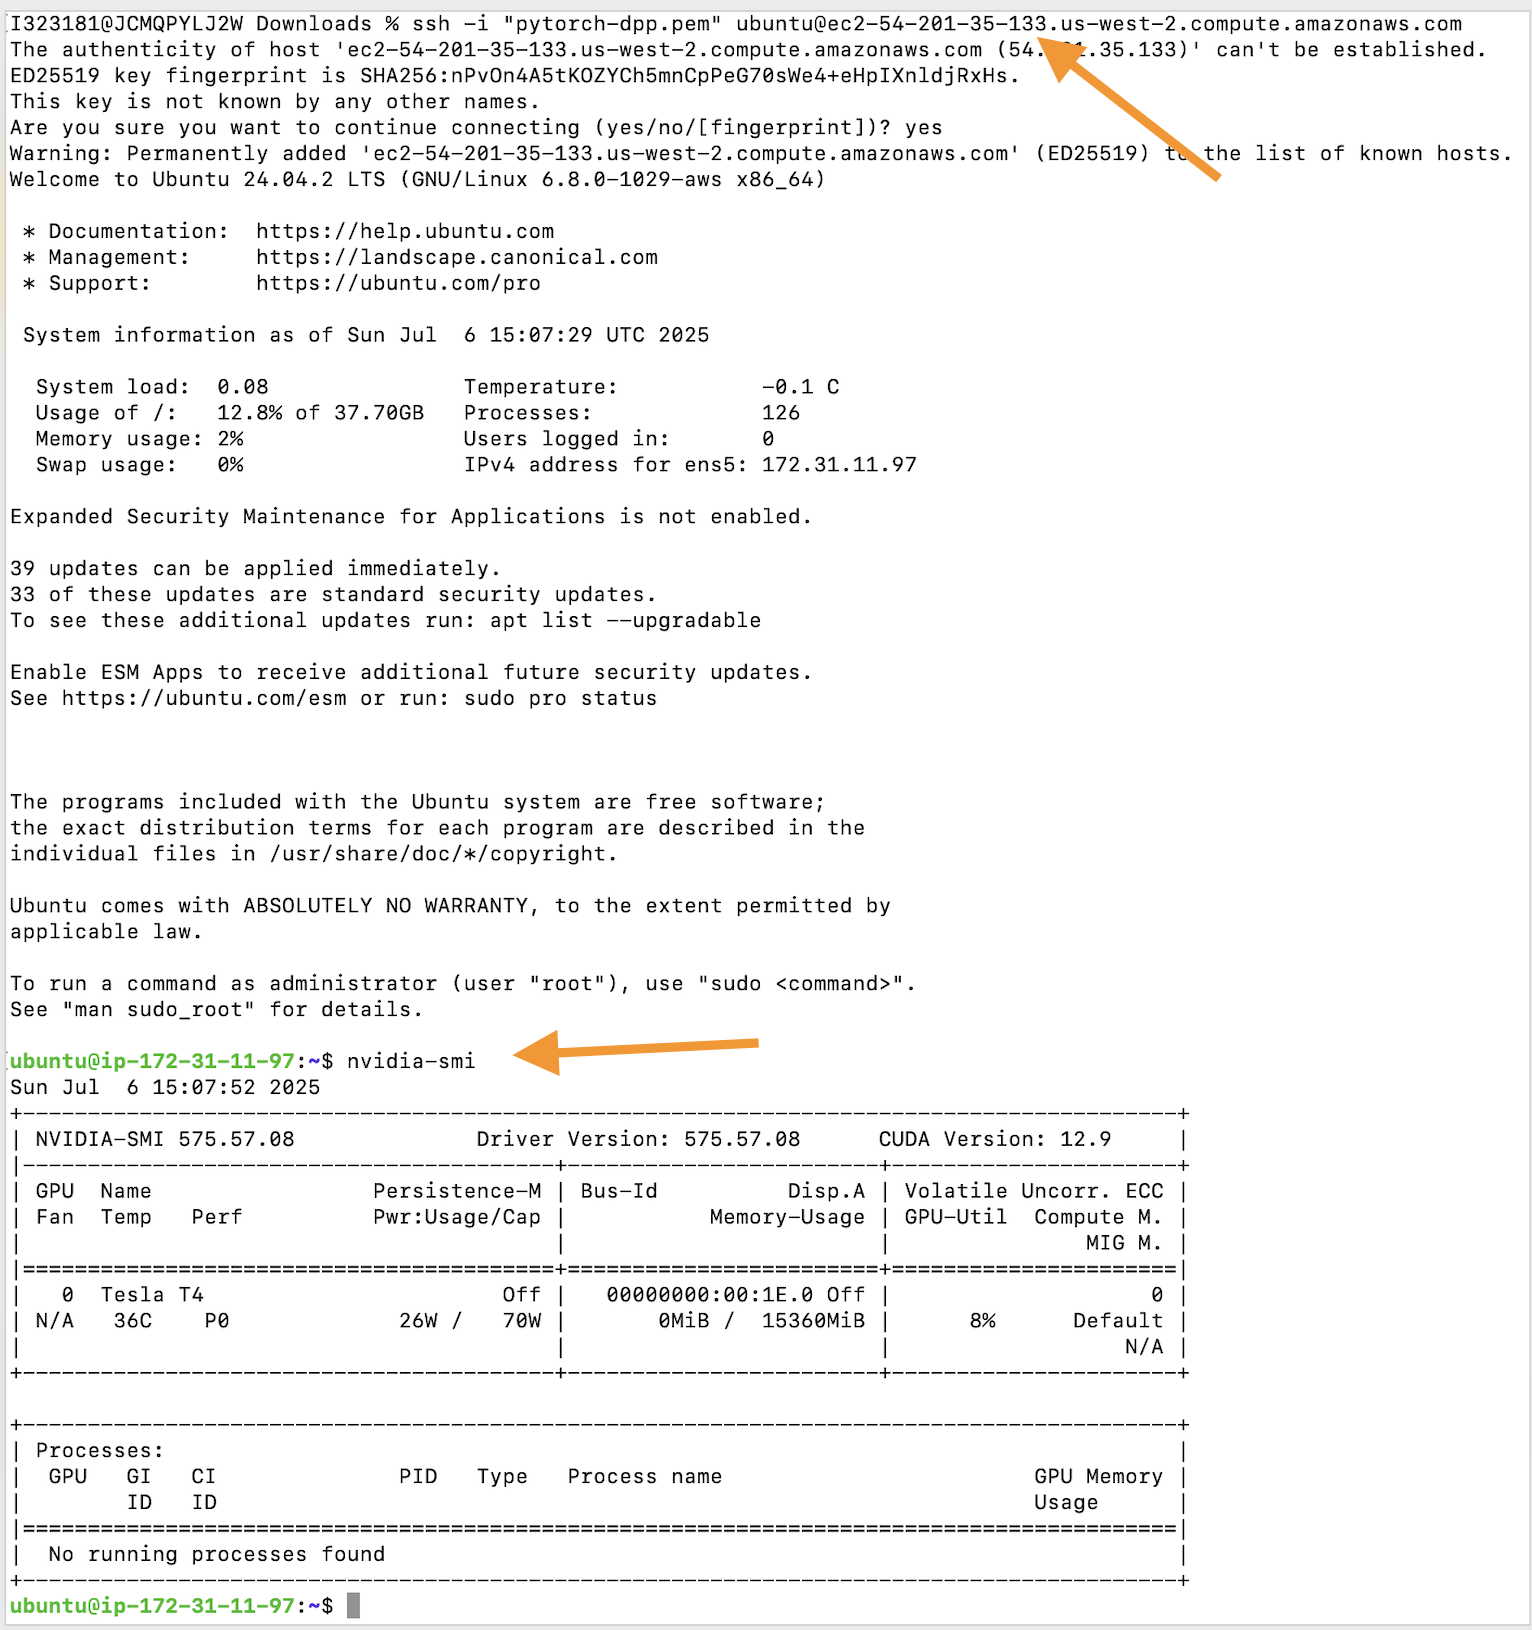 I323181@JCMQPYLJ2W Downloads % ssh -i "pytorch-dpp.pem" ubuntu@ec2-54-201-35-133.us-west-2.compute.amazonaws.com
The authenticity of host 'ec2-54-201-35-133.us-west-2.compute.amazonaws.com (54. 1.35.133)' can't be established.
ED25519 key fingerprint is SHA256:nPvOn4A5tKOZYCh5mnCpPeG70sWe4+eHpIXnldjRxHs.
This key is not known by any other names.
Are you sure you want to continue connecting (yes/no/[fingerprint])? yes
Warning: Permanently added 'ec2-54-201-35-133.us-west-2.compute.amazonaws.com' (ED25519) to the list of known hosts.
Welcome to Ubuntu 24.04.2 LTS (GNU/Linux 6.8.0-1029-aws x86_64)
 * Documentation:  https://help.ubuntu.com
 * Management:     https://landscape.canonical.com
 * Support:        https://ubuntu.com/pro
 System information as of Sun Jul  6 15:07:29 UTC 2025
  System load:  0.08               Temperature:           -0.1 C
  Usage of /:   12.8% of 37.70GB   Processes:             126
  Memory usage: 2%                 Users logged in:       0
  Swap usage:   0%                 IPv4 address for ens5: 172.31.11.97
Expanded Security Maintenance for Applications is not enabled.
39 updates can be applied immediately.
33 of these updates are standard security updates.
To see these additional updates run: apt list --upgradable
Enable ESM Apps to receive additional future security updates.
See https://ubuntu.com/esm or run: sudo pro status
The programs included with the Ubuntu system are free software;
the exact distribution terms for each program are described in the
individual files in /usr/share/doc/*/copyright.
Ubuntu comes with ABSOLUTELY NO WARRANTY, to the extent permitted by
applicable law.
To run a command as administrator (user "root"), use "sudo <command>".
See "man sudo_root" for details.
ubuntu@ip-172-31-11-97:~$ nvidia-smi
Sun Jul  6 15:07:52 2025
+-----------------------------------------------------------------------------------------+
| NVIDIA-SMI 575.57.08              Driver Version: 575.57.08      CUDA Version: 12.9     |
|-----------------------------------------+------------------------+----------------------+
| GPU  Name                 Persistence-M | Bus-Id          Disp.A | Volatile Uncorr. ECC |
| Fan  Temp   Perf          Pwr:Usage/Cap |           Memory-Usage | GPU-Util  Compute M. |
|                                         |                        |               MIG M. |
|=========================================+========================+======================|
|   0  Tesla T4                       Off |   00000000:00:1E.0 Off |                    0 |
| N/A   36C    P0             26W /   70W |       0MiB /  15360MiB |      8%      Default |
|                                         |                        |                  N/A |
+-----------------------------------------+------------------------+----------------------+
+-----------------------------------------------------------------------------------------+
| Processes:                                                                              |
|  GPU   GI   CI              PID   Type   Process name                        GPU Memory |
|        ID   ID                                                               Usage      |
|=========================================================================================|
|  No running processes found                                                             |
+-----------------------------------------------------------------------------------------+
ubuntu@ip-172-31-11-97:~$